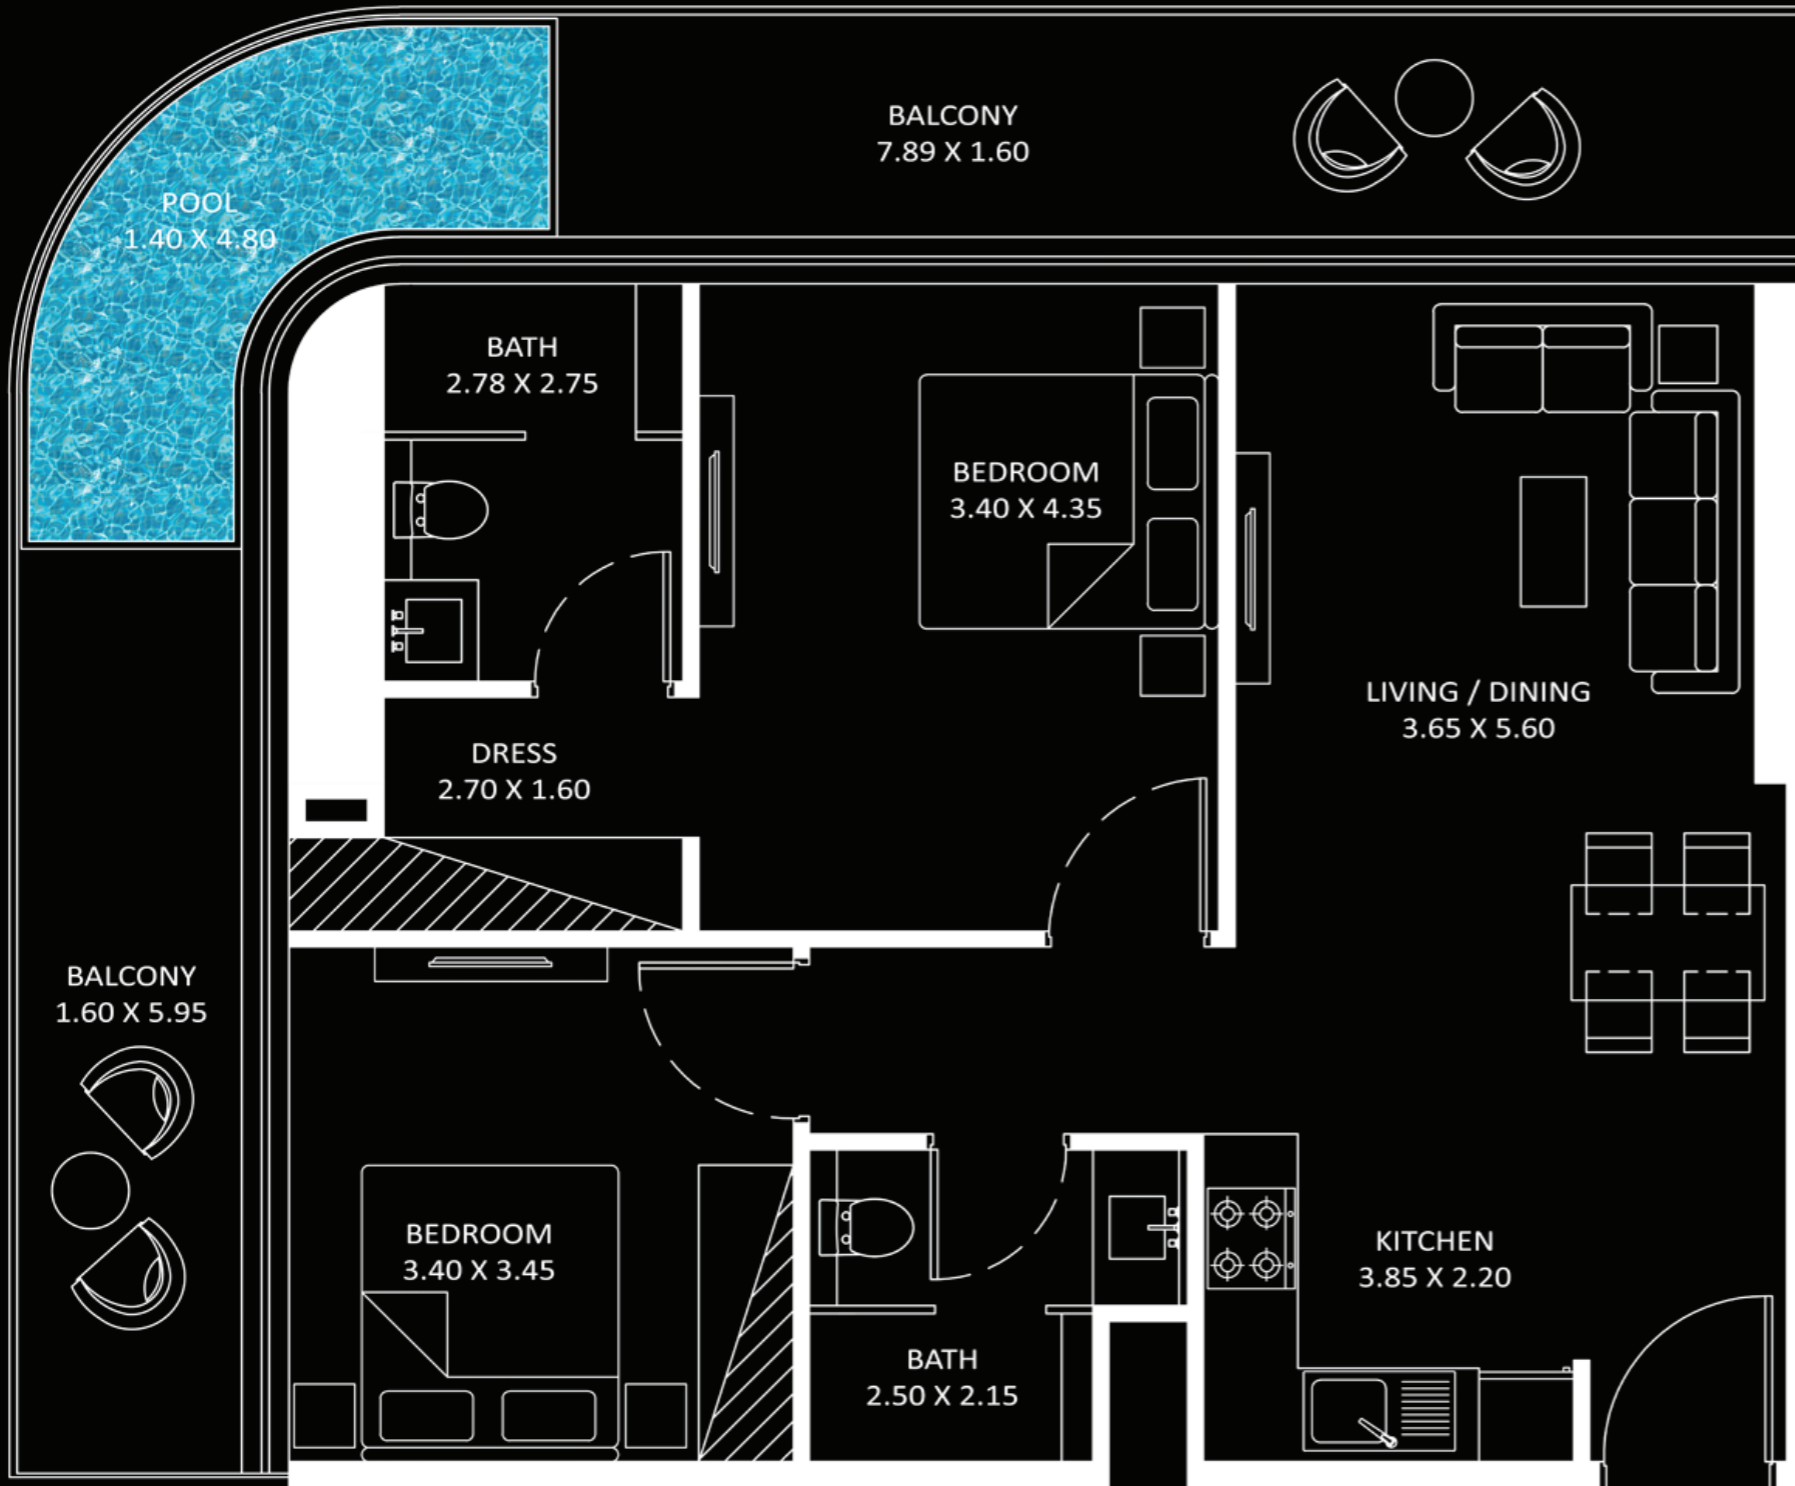 BALCONY
7.89 X 1.60
POOL
1.40 X 4.80
BATH
2.78 X 2.75
BEDROOM
3.40 X 4.35
LIVING / DINING
3.65 X 5.60
DRESS
2.70 X 1.60
BALCONY
1.60 X 5.95
BEDROOM
3.40 X 3.45
KITCHEN
3.85 X 2.20
BATH
2.50 X 2.15